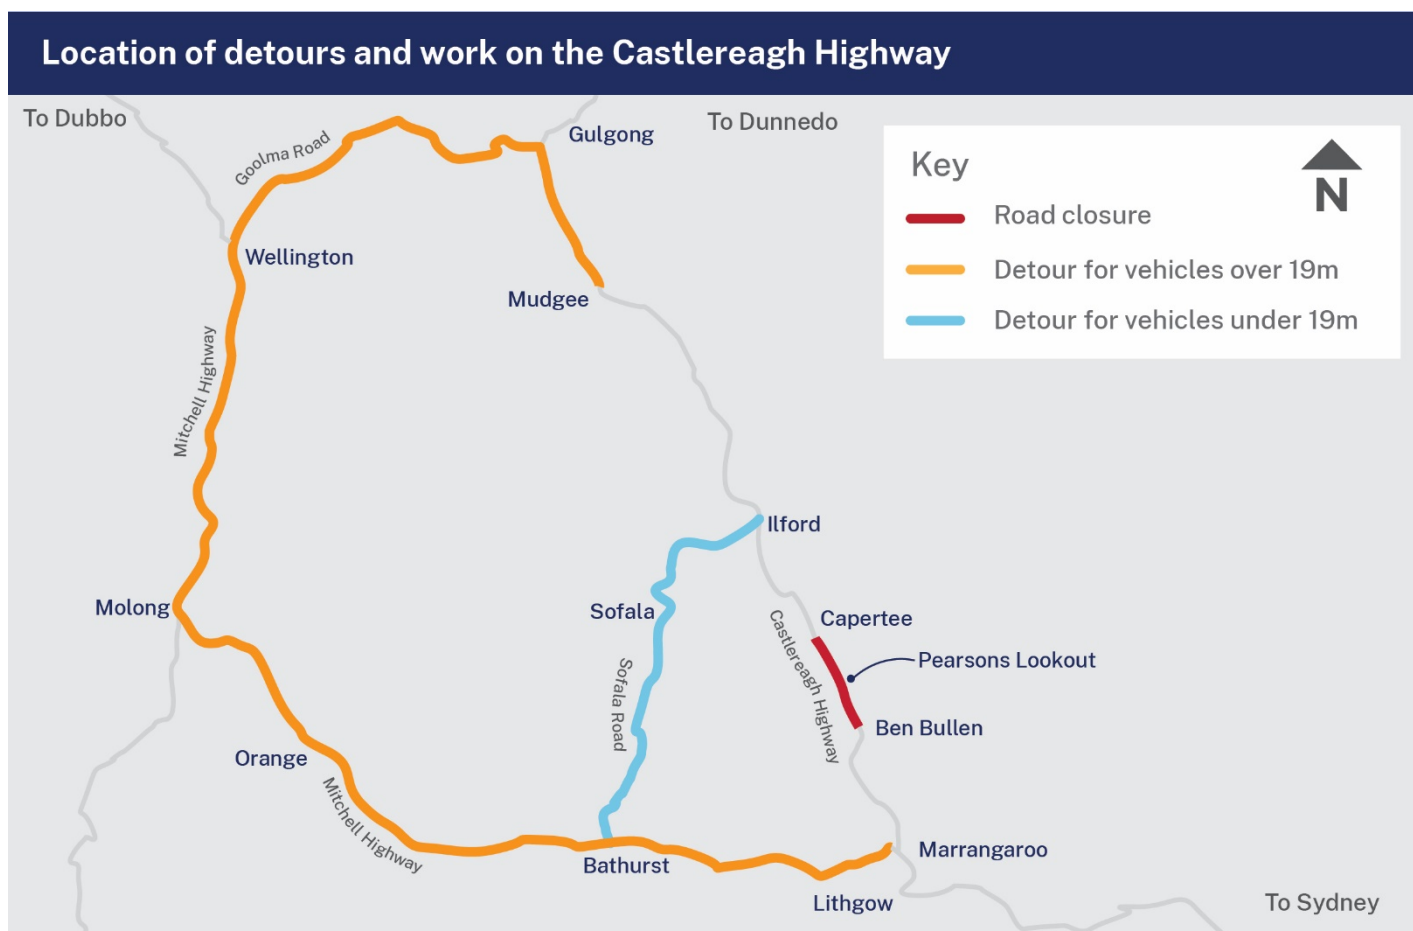 Location of detours and work on the Castlereagh Highway
To Dubbo
Goolma Road
Gulgong
To Dunnedo
Key
N
Road closure
Detour for vehicles over 19m
Detour for vehicles under 19m
Wellington
Mudgee
Mitchell Highway
Ilford
Molong
Sofala
Capertee
Castlereagh Highway
Pearsons Lookout
Sofala Road
Ben Bullen
Orange
Mitchell Highway
Bathurst
Marrangaroo
Lithgow
To Sydney